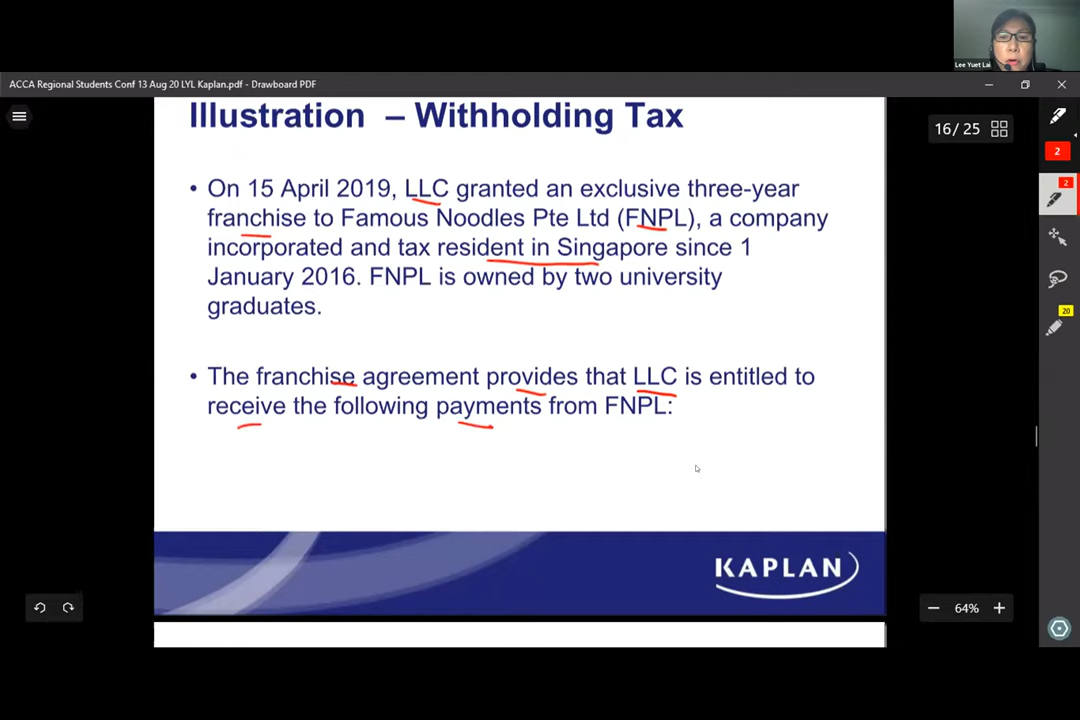 Lee Yuet Lai
ACCA Regional Students Conf 13 Aug 20 LYL Kaplan.pdf - Drawboard PDF
Illustration – Withholding Tax
16 / 25
2
2
• On 15 April 2019, LLC granted an exclusive three-year
franchise to Famous Noodles Pte Ltd (FNPL), a company
incorporated and tax resident in Singapore since 1
January 2016. FNPL is owned by two university
graduates.
20
• The franchise agreement provides that LLC is entitled to
receive the following payments from FNPL:
KAPLAN
64%